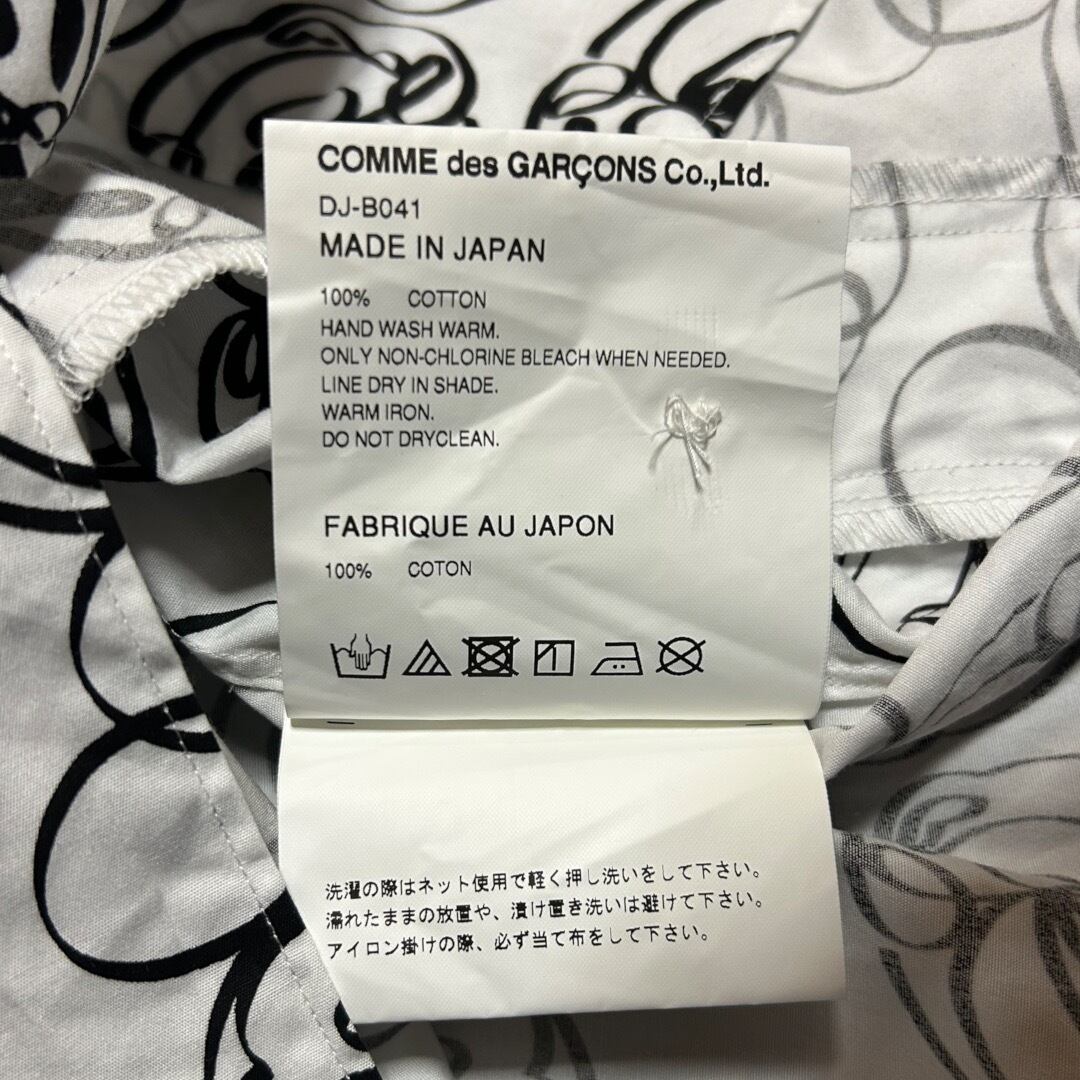 COMME des GARÇONS Co.,Ltd.
DJ-B041
MADE IN JAPAN
100% COTTON
HAND WASH WARM.
ONLY NON-CHLORINE BLEACH WHEN NEEDED.
LINE DRY IN SHADE.
WARM IRON.
DO NOT DRYCLEAN.
FABRIQUE AU JAPON
100% COTON
洗濯の際はネット使用で軽く押し洗いをして下さい。
濡れたままの放置や、漬け置き洗いは避けて下さい。
アイロン掛けの際、必ず当て布をして下さい。